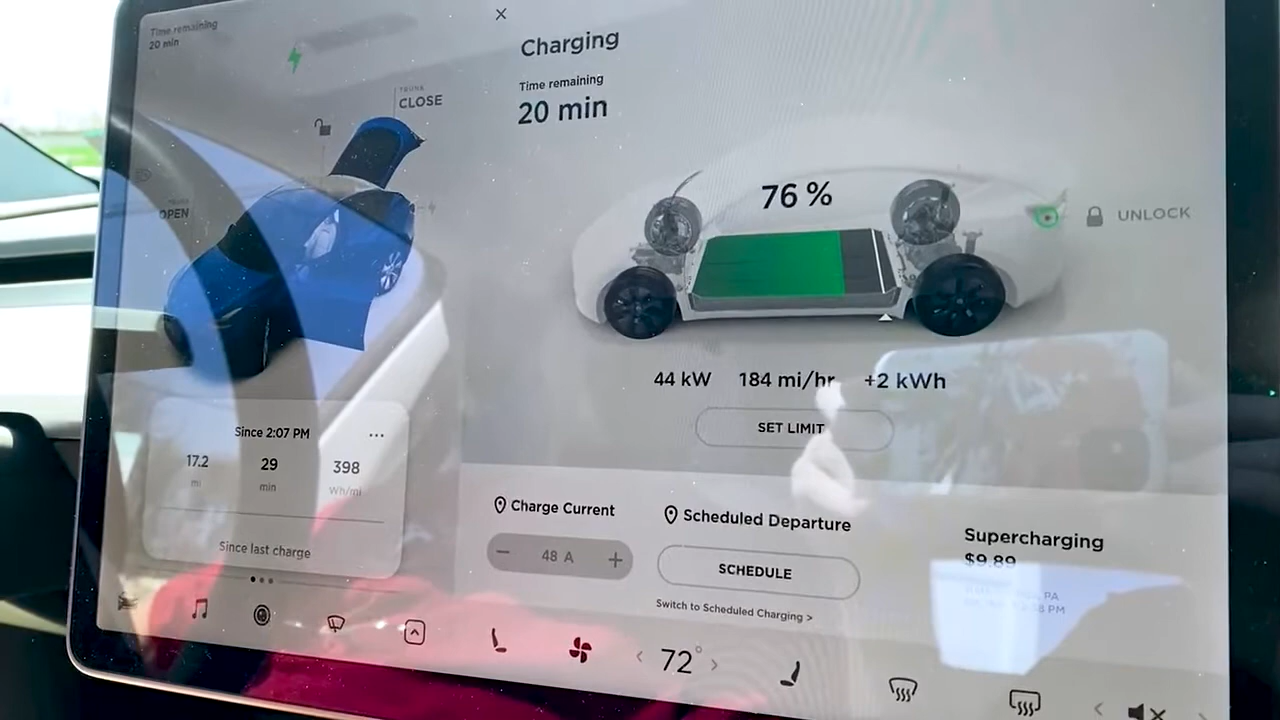 Time remaining
20 min
TRUNK
CLOSE
OPEN
Charging
Time remaining
20 min
76 %
UNLOCK
44 kW 184 mi/hr +2 kWh
SET LIMIT
Since 2:07 PM ...
17.2 29 398
mi min Wh/mi
Since last charge
Charge Current
− 48 A +
Scheduled Departure
SCHEDULE
Switch to Scheduled Charging >
Supercharging
$9.89
PA
PM
< 72° >